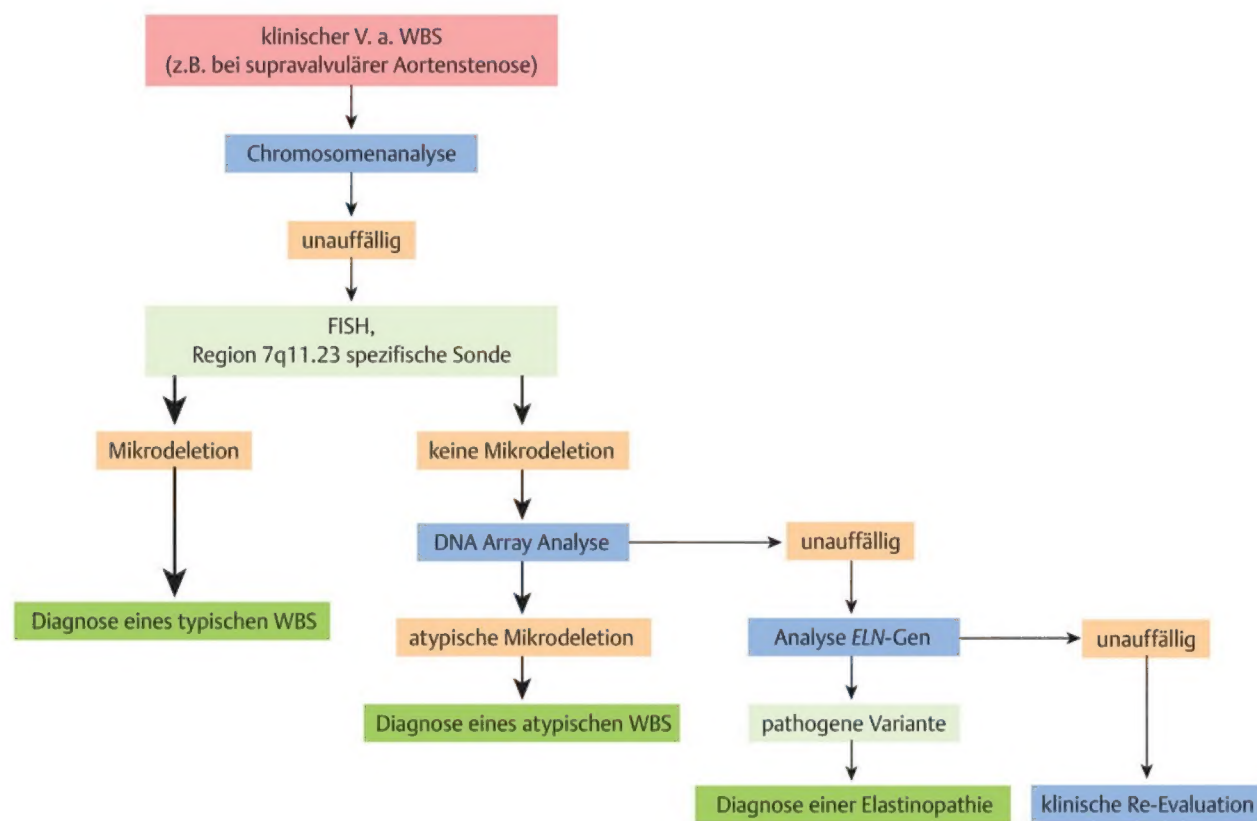 klinischer V. a. WBS
(z.B. bei supravalvulärer Aortenstenose)
Chromosomenanalyse
unauffällig
FISH,
Region 7q11.23 spezifische Sonde
Mikrodeletion
keine Mikrodeletion
DNA Array Analyse
unauffällig
Diagnose eines typischen WBS
atypische Mikrodeletion
Analyse ELN-Gen
unauffällig
Diagnose eines atypischen WBS
pathogene Variante
Diagnose einer Elastinopathie
klinische Re-Evaluation